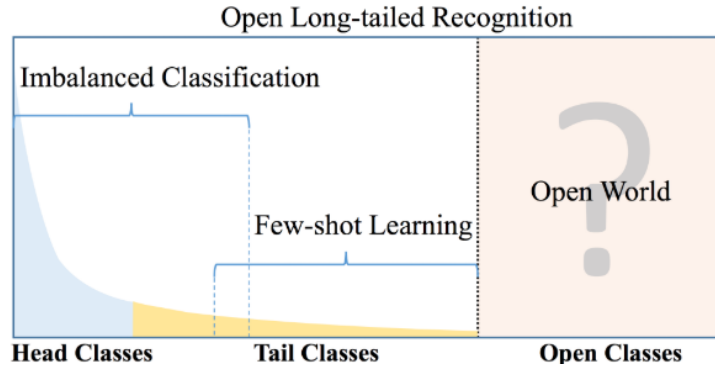 Open Long-tailed Recognition
Imbalanced Classification
Few-shot Learning
?
Open World
Head Classes
Tail Classes
Open Classes